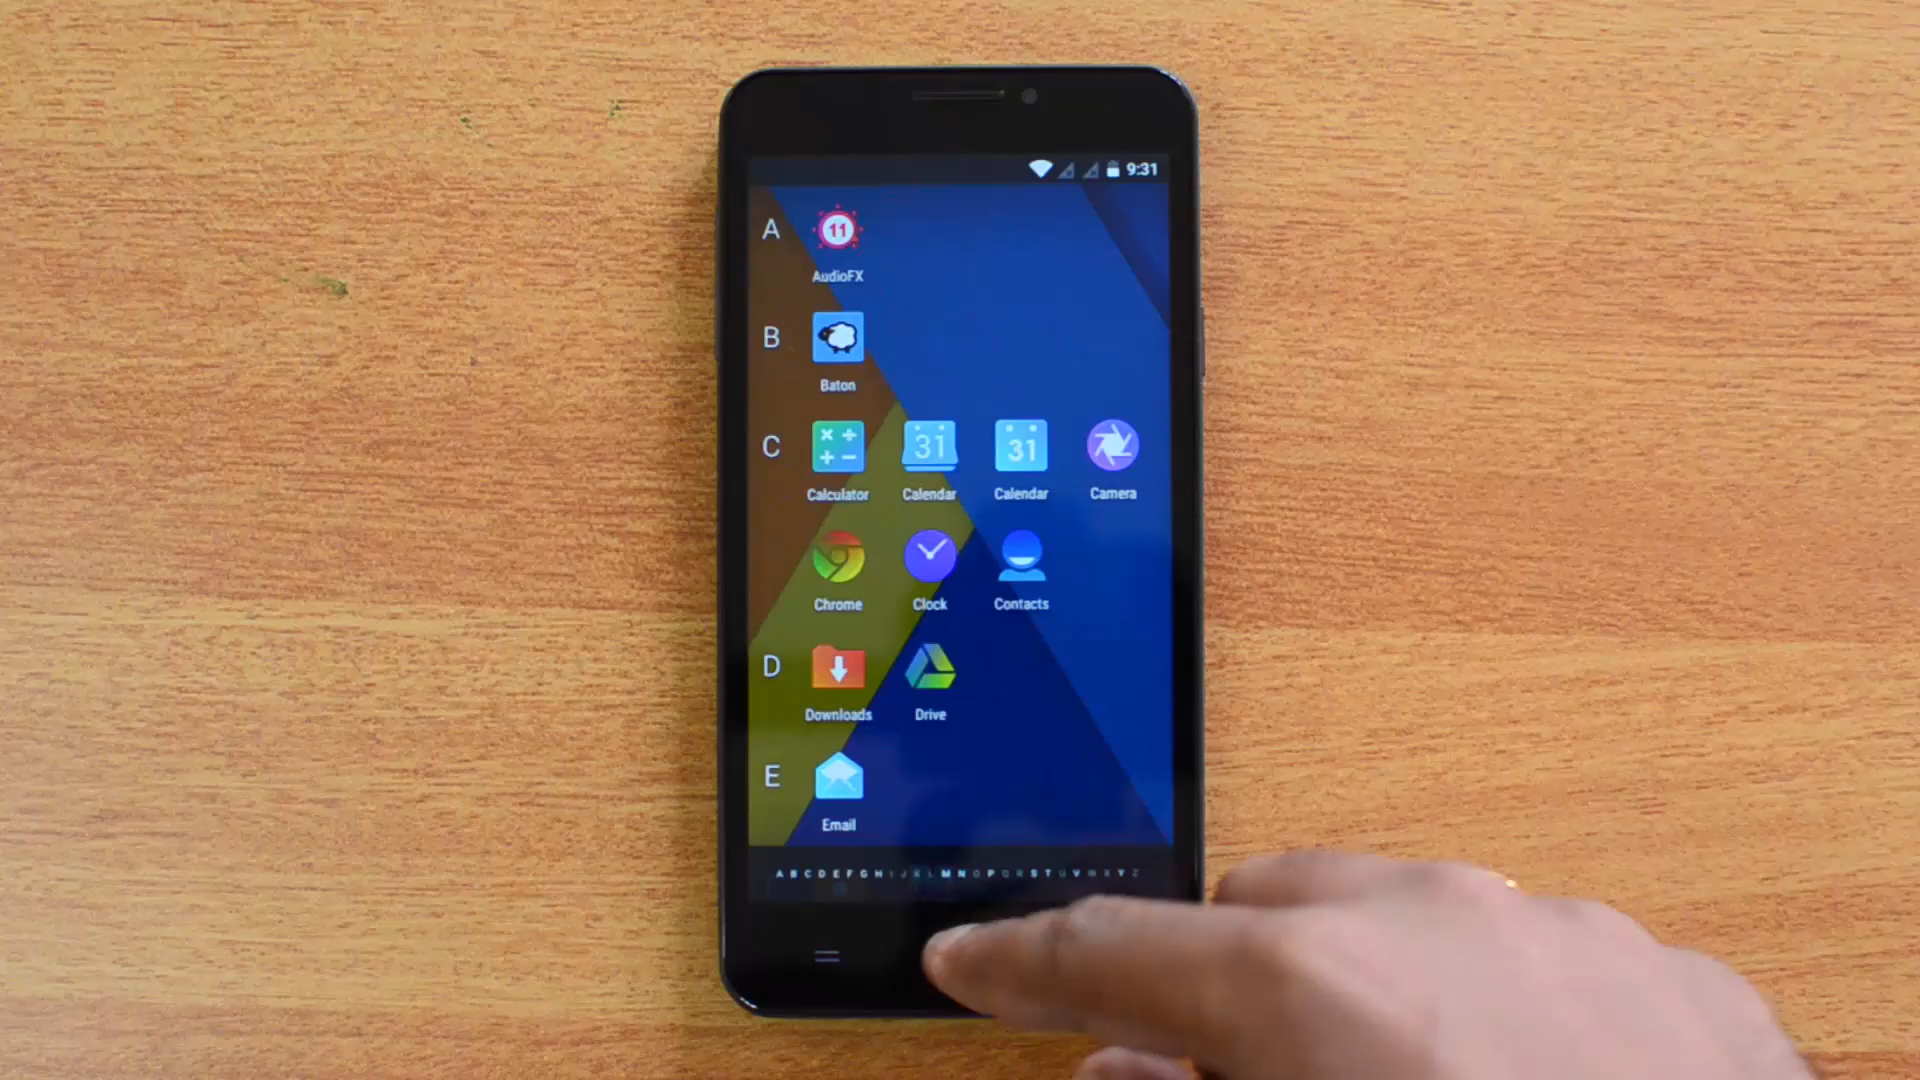 9:31
A
11
AudioFX
B
Baton
C
31
31
Calculator
Calendar
Calendar
Camera
Chrome
Clock
Contacts
D
Downloads
Drive
E
Email
A B C D E F G H I J K L M N O P Q R S T U V W X Y Z